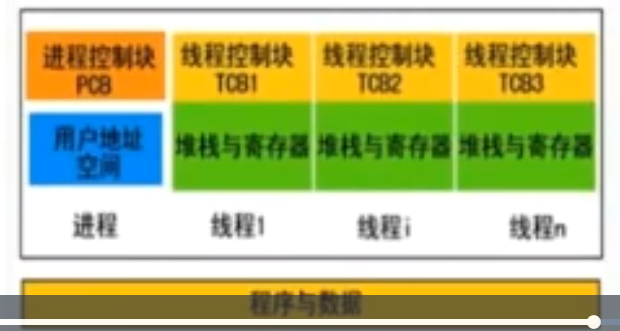 进程控制块 线程控制块 线程控制块 线程控制块
PCB TCB1 TCB2 TCB3
用户地址 堆栈与寄存器 堆栈与寄存器 堆栈与寄存器
空间
进程 线程1 线程i 线程n
程序与数据